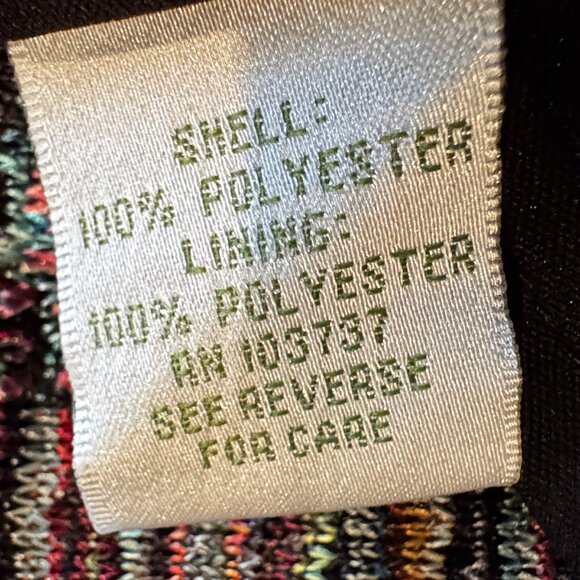 SHELL:
100% POLYESTER
LINING:
100% POLYESTER
RN 103737
SEE REVERSE
FOR CARE